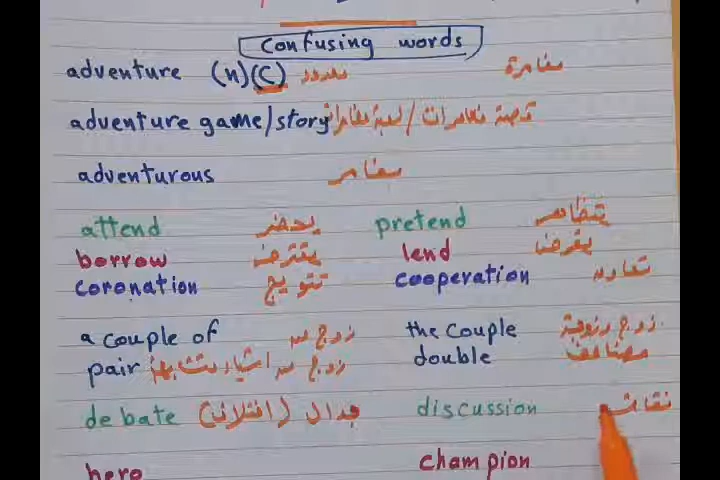 Confusing words
adventure (n)(C) معدود مغامرة
adventure game/story قصة مغامرات / لعبة مغامرات
adventurous مغامر
attend يحضر pretend يتظاهر
borrow يقترض lend يقرض
coronation تتويج cooperation تعاون
a couple of زوج من the couple زوج وزوجة
pair زوج من اشياء متشابهة double مضاعف
debate جدال (اختلاف) discussion نقاش
hero champion